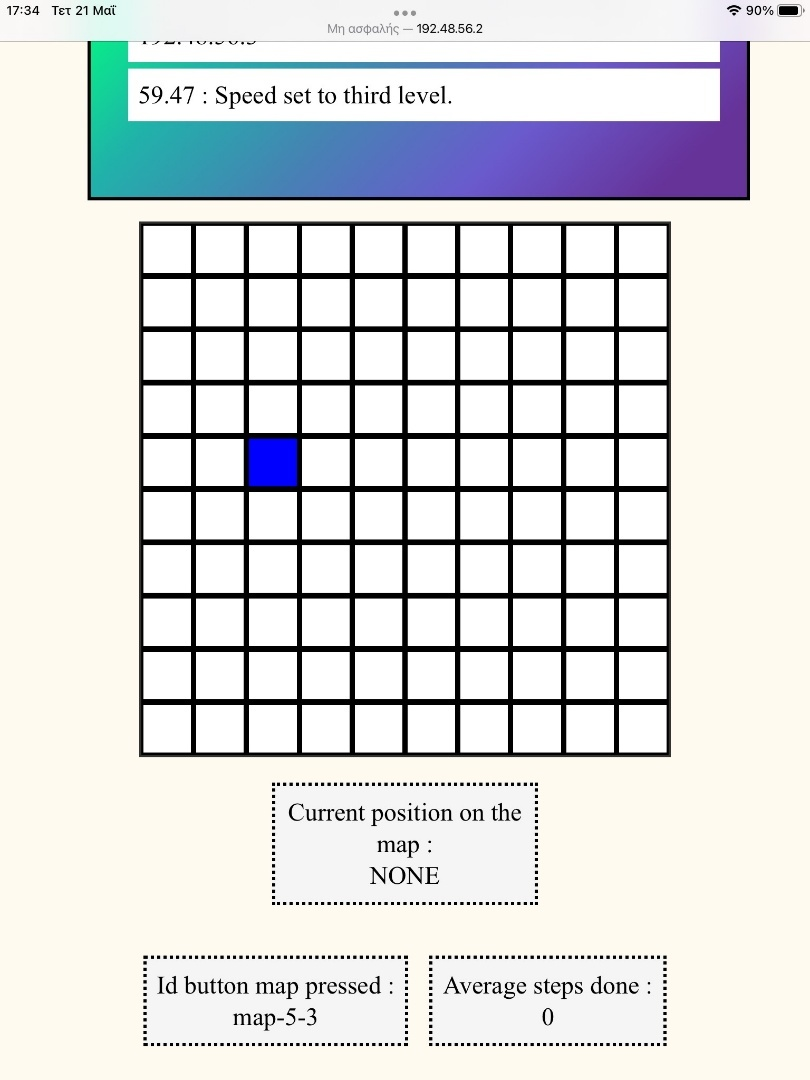 17:34 Τετ 21 Μαΐ
90%
Μη ασφαλής — 192.48.56.2
59.47 : Speed set to third level.
Current position on the
map :
NONE
Id button map pressed :
map-5-3
Average steps done :
0